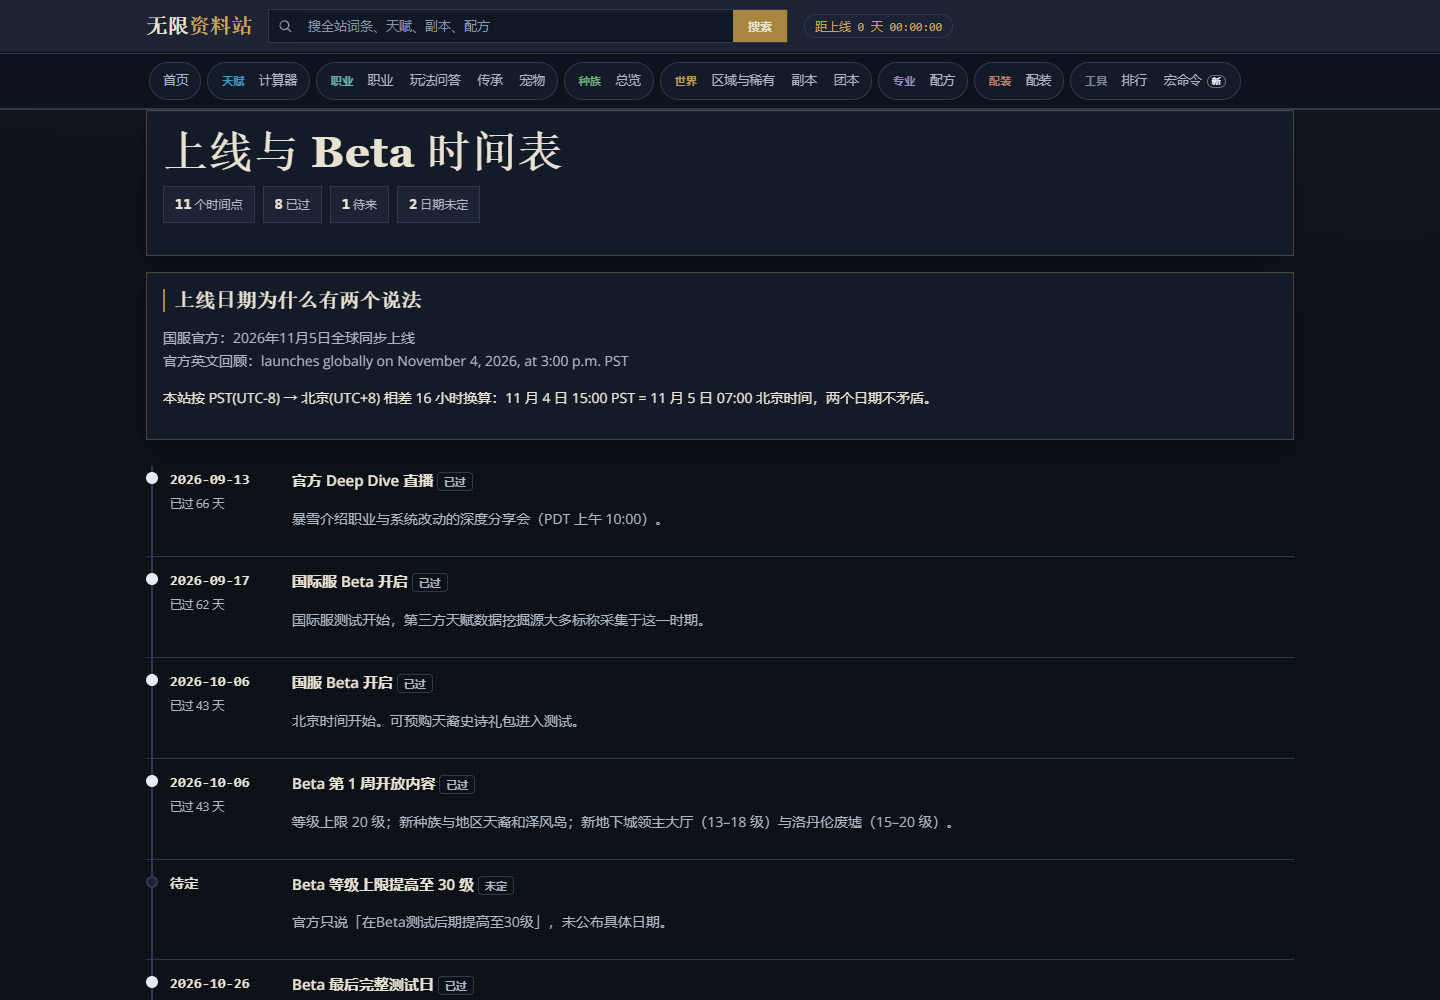 无限资料站
搜全站词条、天赋、副本、配方
搜索
距上线 0 天 00:00:00
首页
天赋 计算器
职业 职业 玩法问答 传承 宠物
种族 总览
世界 区域与稀有 副本 团本
专业 配方
配装 配装
工具 排行 宏命令 新
上线与 Beta 时间表
11 个时间点
8 已过
1 待来
2 日期未定
上线日期为什么有两个说法
国服官方：2026年11月5日全球同步上线
官方英文回顾：launches globally on November 4, 2026, at 3:00 p.m. PST
本站按 PST(UTC-8) → 北京(UTC+8) 相差 16 小时换算：11 月 4 日 15:00 PST = 11 月 5 日 07:00 北京时间，两个日期不矛盾。
2026-09-13
已过 66 天
官方 Deep Dive 直播 已过
暴雪介绍职业与系统改动的深度分享会（PDT 上午 10:00）。
2026-09-17
已过 62 天
国际服 Beta 开启 已过
国际服测试开始，第三方天赋数据挖掘源大多标称采集于这一时期。
2026-10-06
已过 43 天
国服 Beta 开启 已过
北京时间开始。可预购天裔史诗礼包进入测试。
2026-10-06
已过 43 天
Beta 第 1 周开放内容 已过
等级上限 20 级；新种族与地区天裔和泽风岛；新地下城领主大厅（13–18 级）与洛丹伦废墟（15–20 级）。
待定
Beta 等级上限提高至 30 级 未定
官方只说「在Beta测试后期提高至30级」，未公布具体日期。
2026-10-26
Beta 最后完整测试日 已过